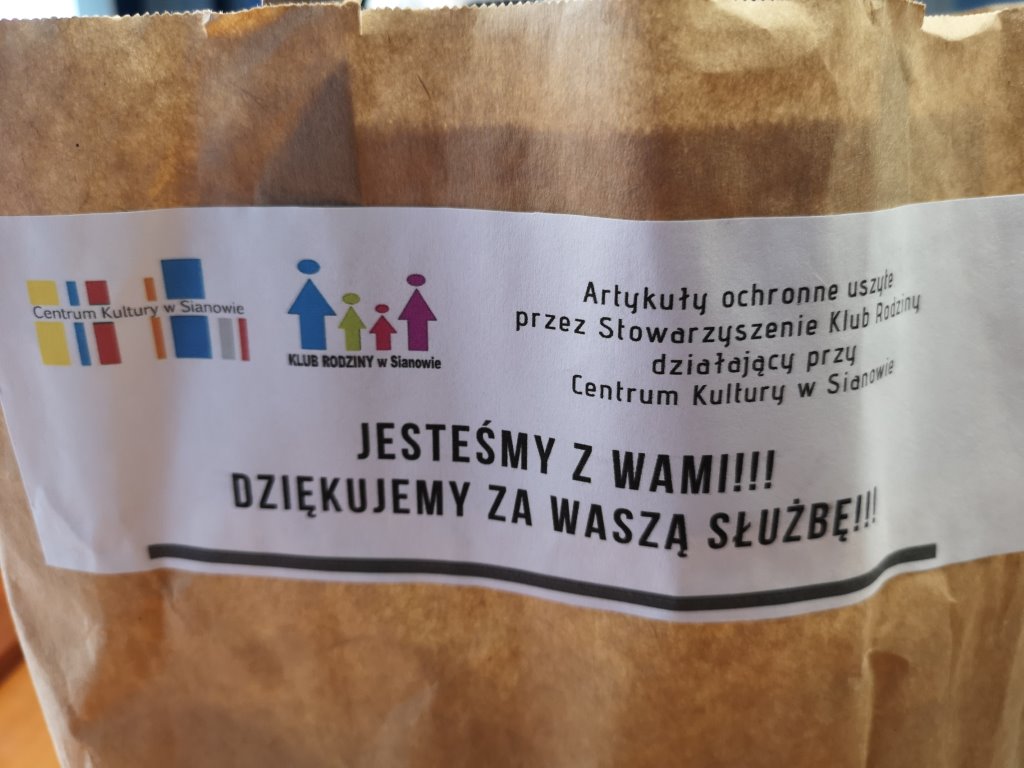 Centrum Kultury w Sianowie
KLUB RODZINY w Sianowie
Artykuły ochronne uszyte
przez Stowarzyszenie Klub Rodziny
działający przy
Centrum Kultury w Sianowie
JESTEŚMY Z WAMI!!!
DZIĘKUJEMY ZA WASZĄ SŁUŻBĘ!!!